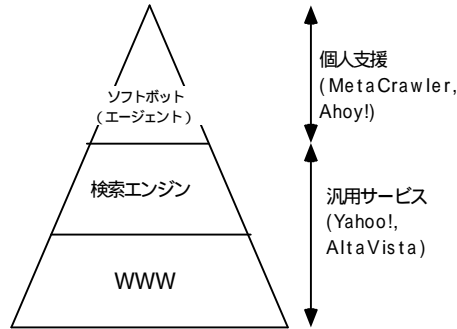 ソフトボット
（エージェント）
検索エンジン
WWW
個人支援
(MetaCrawler,
Ahoy!)
汎用サービス
(Yahoo!,
AltaVista)